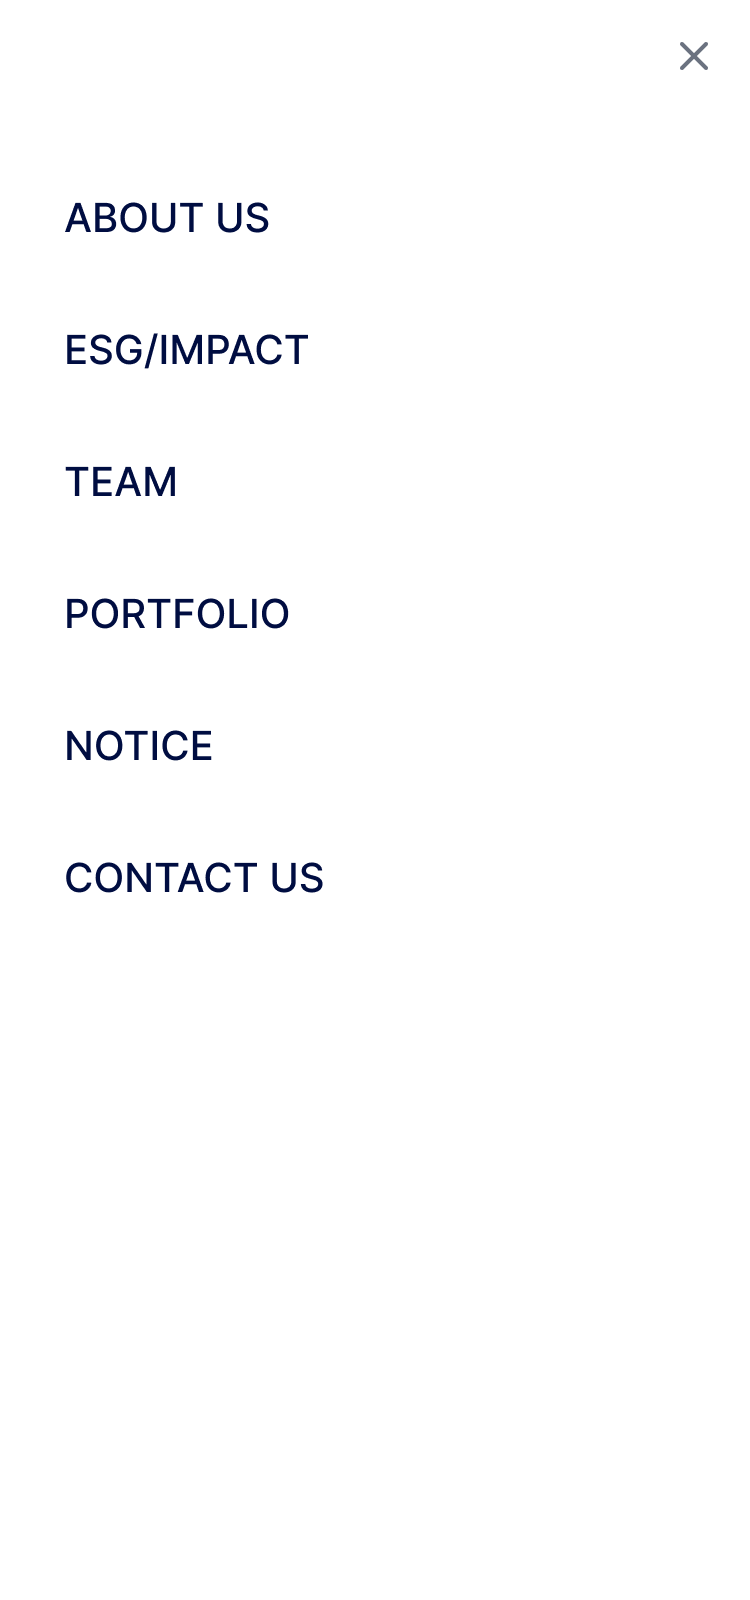 ABOUT US
ESG/IMPACT
TEAM
PORTFOLIO
NOTICE
CONTACT US